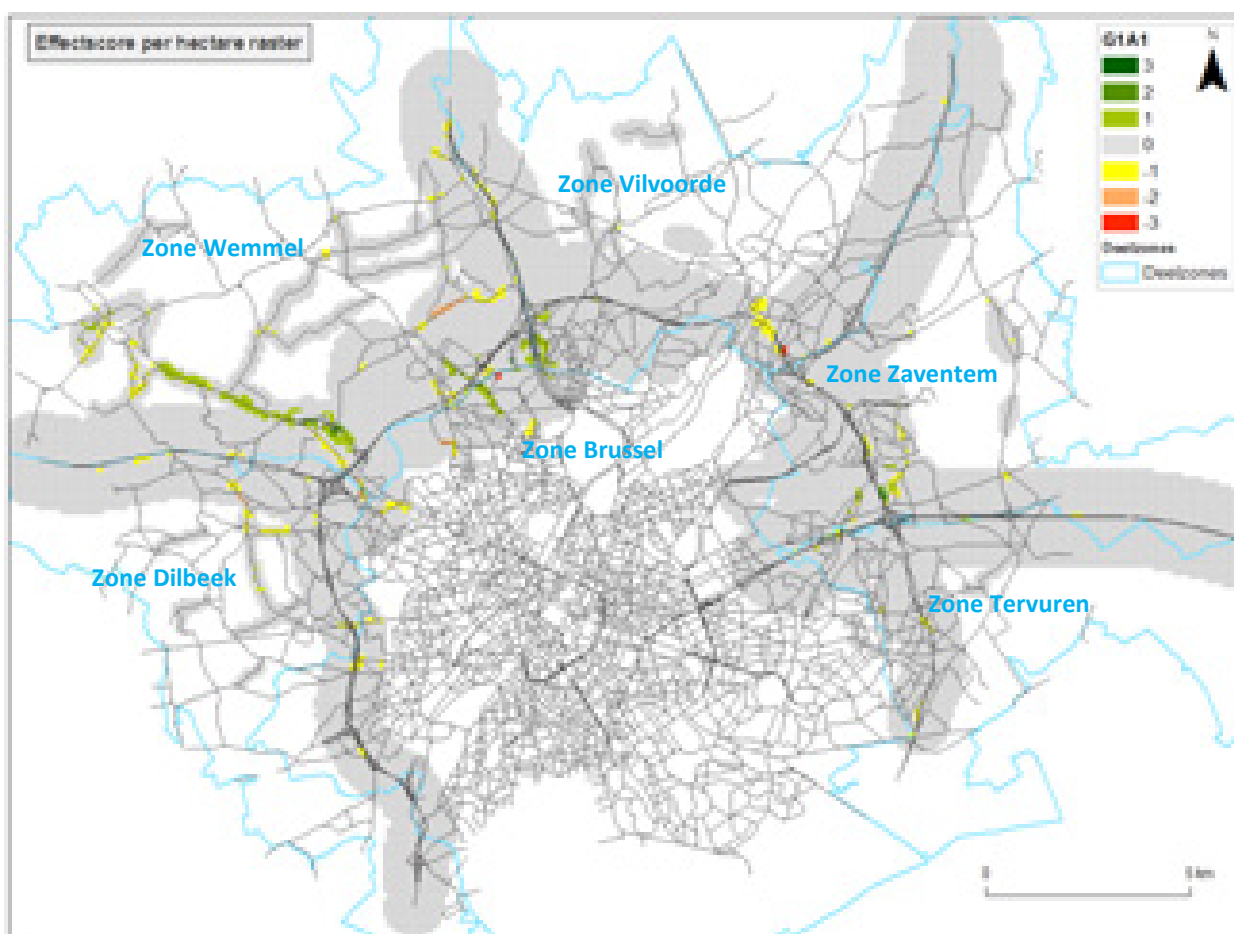 Effectscore per hectare raster
G1A1
N
3
2
1
0
-1
-2
-3
Deelzones
Deelzones
Zone Vilvoorde
Zone Wemmel
Zone Zaventem
Zone Brussel
Zone Dilbeek
Zone Tervuren
0
5 km